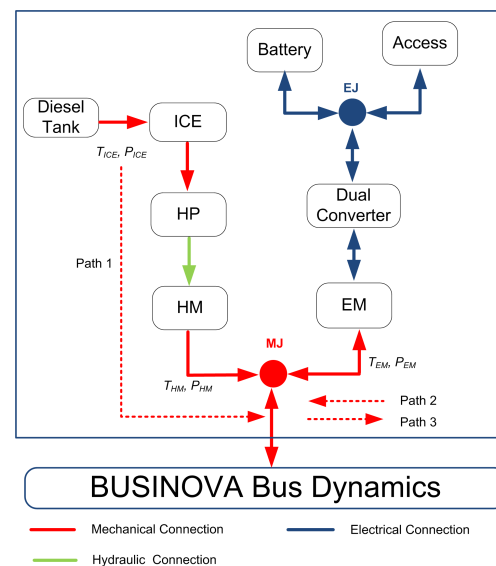 Battery
Access
EJ
Diesel
Tank
ICE
T_ICE, P_ICE
HP
Dual
Converter
Path 1
HM
EM
MJ
T_HM, P_HM
T_EM, P_EM
Path 2
Path 3
BUSINOVA Bus Dynamics
Mechanical Connection
Electrical Connection
Hydraulic Connection